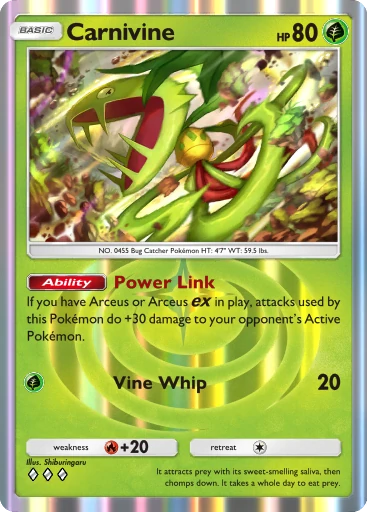 BASIC Carnivine HP 80
NO. 0455 Bug Catcher Pokémon HT: 4'7" WT: 59.5 lbs.
Ability Power Link
If you have Arceus or Arceus ex in play, attacks used by
this Pokémon do +30 damage to your opponent's Active
Pokémon.
Vine Whip 20
weakness +20 retreat
Illus. Shiburingaru
It attracts prey with its sweet-smelling saliva, then
chomps down. It takes a whole day to eat prey.